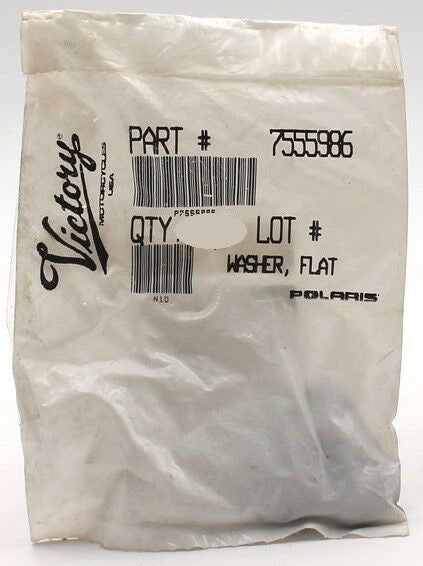 Victory®
MOTORCYCLES
USA
PART # 7555986
QTY: LOT #
WASHER, FLAT
N10
POLARIS